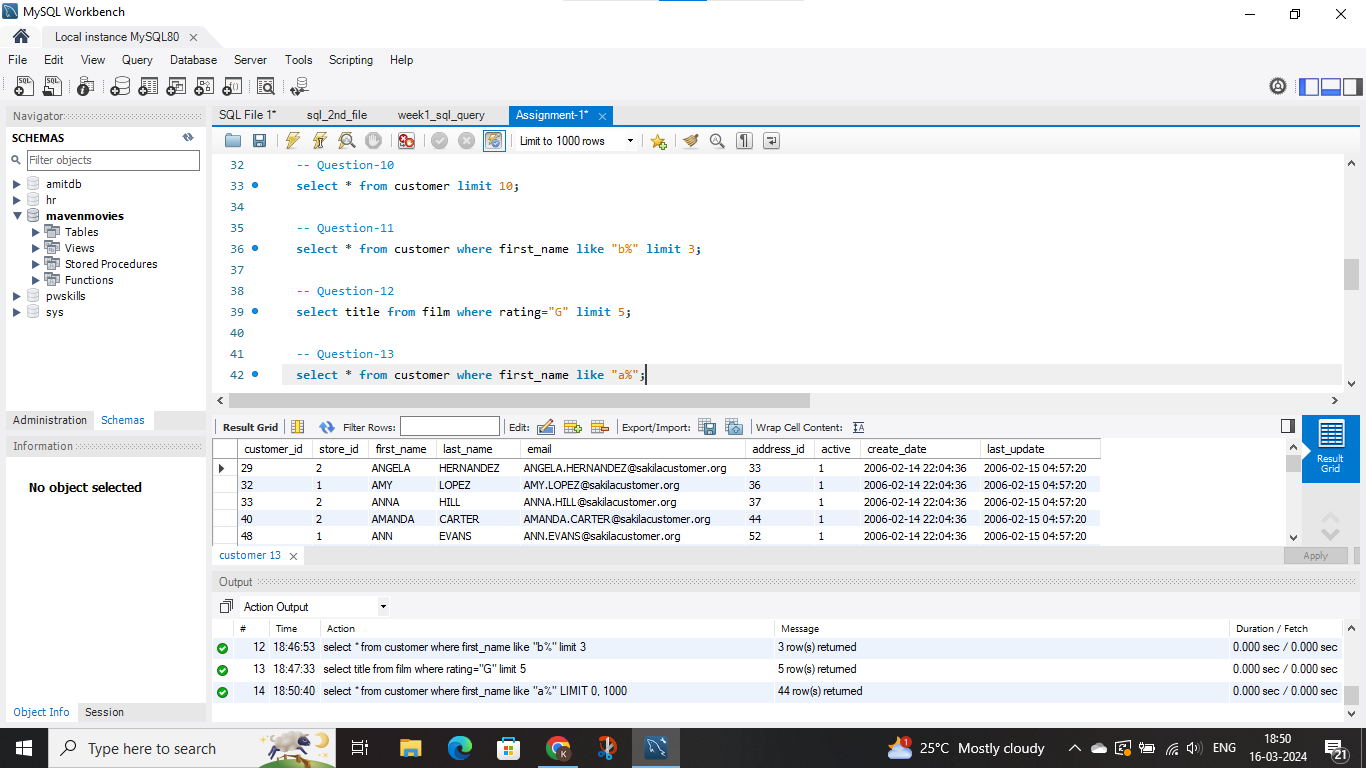 MySQL Workbench
Local instance MySQL80
File Edit View Query Database Server Tools Scripting Help
Navigator
SCHEMAS
Filter objects
amitdb
hr
mavenmovies
Tables
Views
Stored Procedures
Functions
pwskills
sys
Administration Schemas
Information
No object selected
Object Info Session
SQL File 1* sql_2nd_file week1_sql_query Assignment-1*
Limit to 1000 rows
32 -- Question-10
33 select * from customer limit 10;
34
35 -- Question-11
36 select * from customer where first_name like "b%" limit 3;
37
38 -- Question-12
39 select title from film where rating="G" limit 5;
40
41 -- Question-13
42 select * from customer where first_name like "a%";
Result Grid Filter Rows: Edit: Export/Import: Wrap Cell Content: IA
customer_id store_id first_name last_name email address_id active create_date last_update
29 2 ANGELA HERNANDEZ ANGELA.HERNANDEZ@sakilacustomer.org 33 1 2006-02-14 22:04:36 2006-02-15 04:57:20
32 1 AMY LOPEZ AMY.LOPEZ@sakilacustomer.org 36 1 2006-02-14 22:04:36 2006-02-15 04:57:20
33 2 ANNA HILL ANNA.HILL@sakilacustomer.org 37 1 2006-02-14 22:04:36 2006-02-15 04:57:20
40 2 AMANDA CARTER AMANDA.CARTER@sakilacustomer.org 44 1 2006-02-14 22:04:36 2006-02-15 04:57:20
48 1 ANN EVANS ANN.EVANS@sakilacustomer.org 52 1 2006-02-14 22:04:36 2006-02-15 04:57:20
Result
Grid
customer 13
Apply
Output
Action Output
# Time Action Message Duration / Fetch
12 18:46:53 select * from customer where first_name like "b%" limit 3 3 row(s) returned 0.000 sec / 0.000 sec
13 18:47:33 select title from film where rating="G" limit 5 5 row(s) returned 0.000 sec / 0.000 sec
14 18:50:40 select * from customer where first_name like "a%" LIMIT 0, 1000 44 row(s) returned 0.000 sec / 0.000 sec
Type here to search
1
25°C Mostly cloudy
ENG
18:50
16-03-2024
21